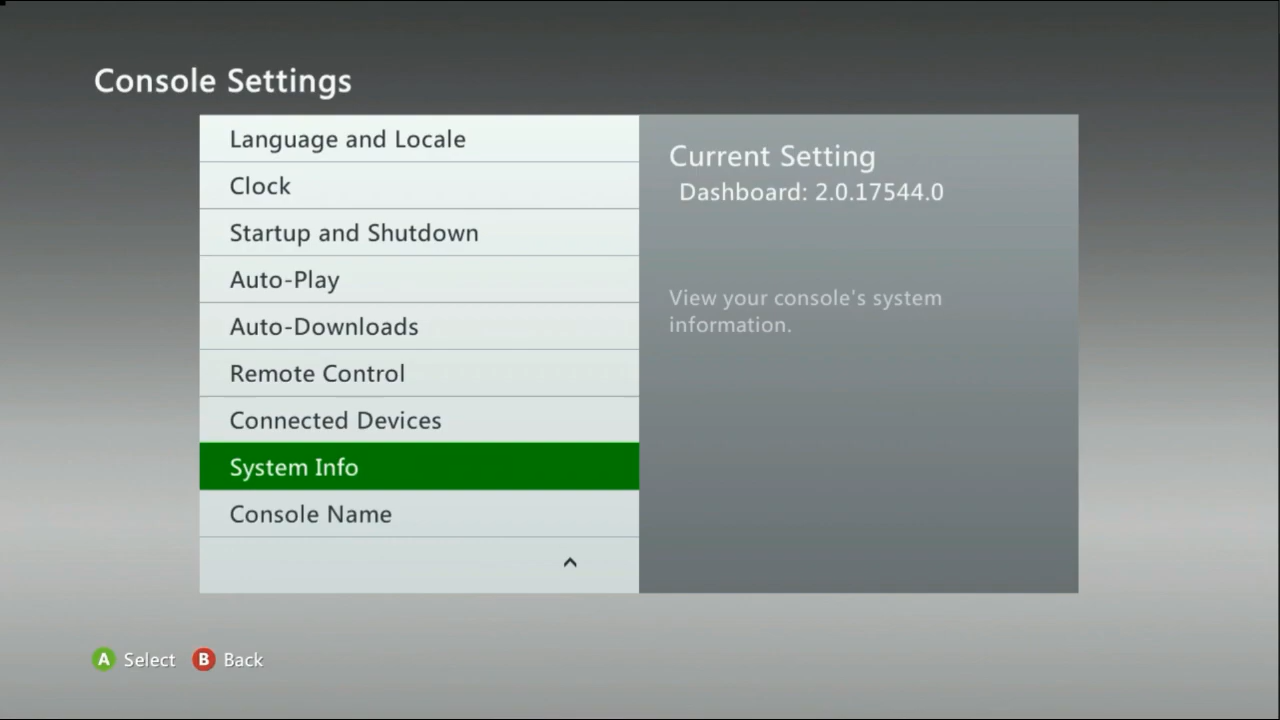 Console Settings
Language and Locale
Clock
Startup and Shutdown
Auto-Play
Auto-Downloads
Remote Control
Connected Devices
System Info
Console Name
Current Setting
Dashboard: 2.0.17544.0
View your console's system
information.
A Select B Back